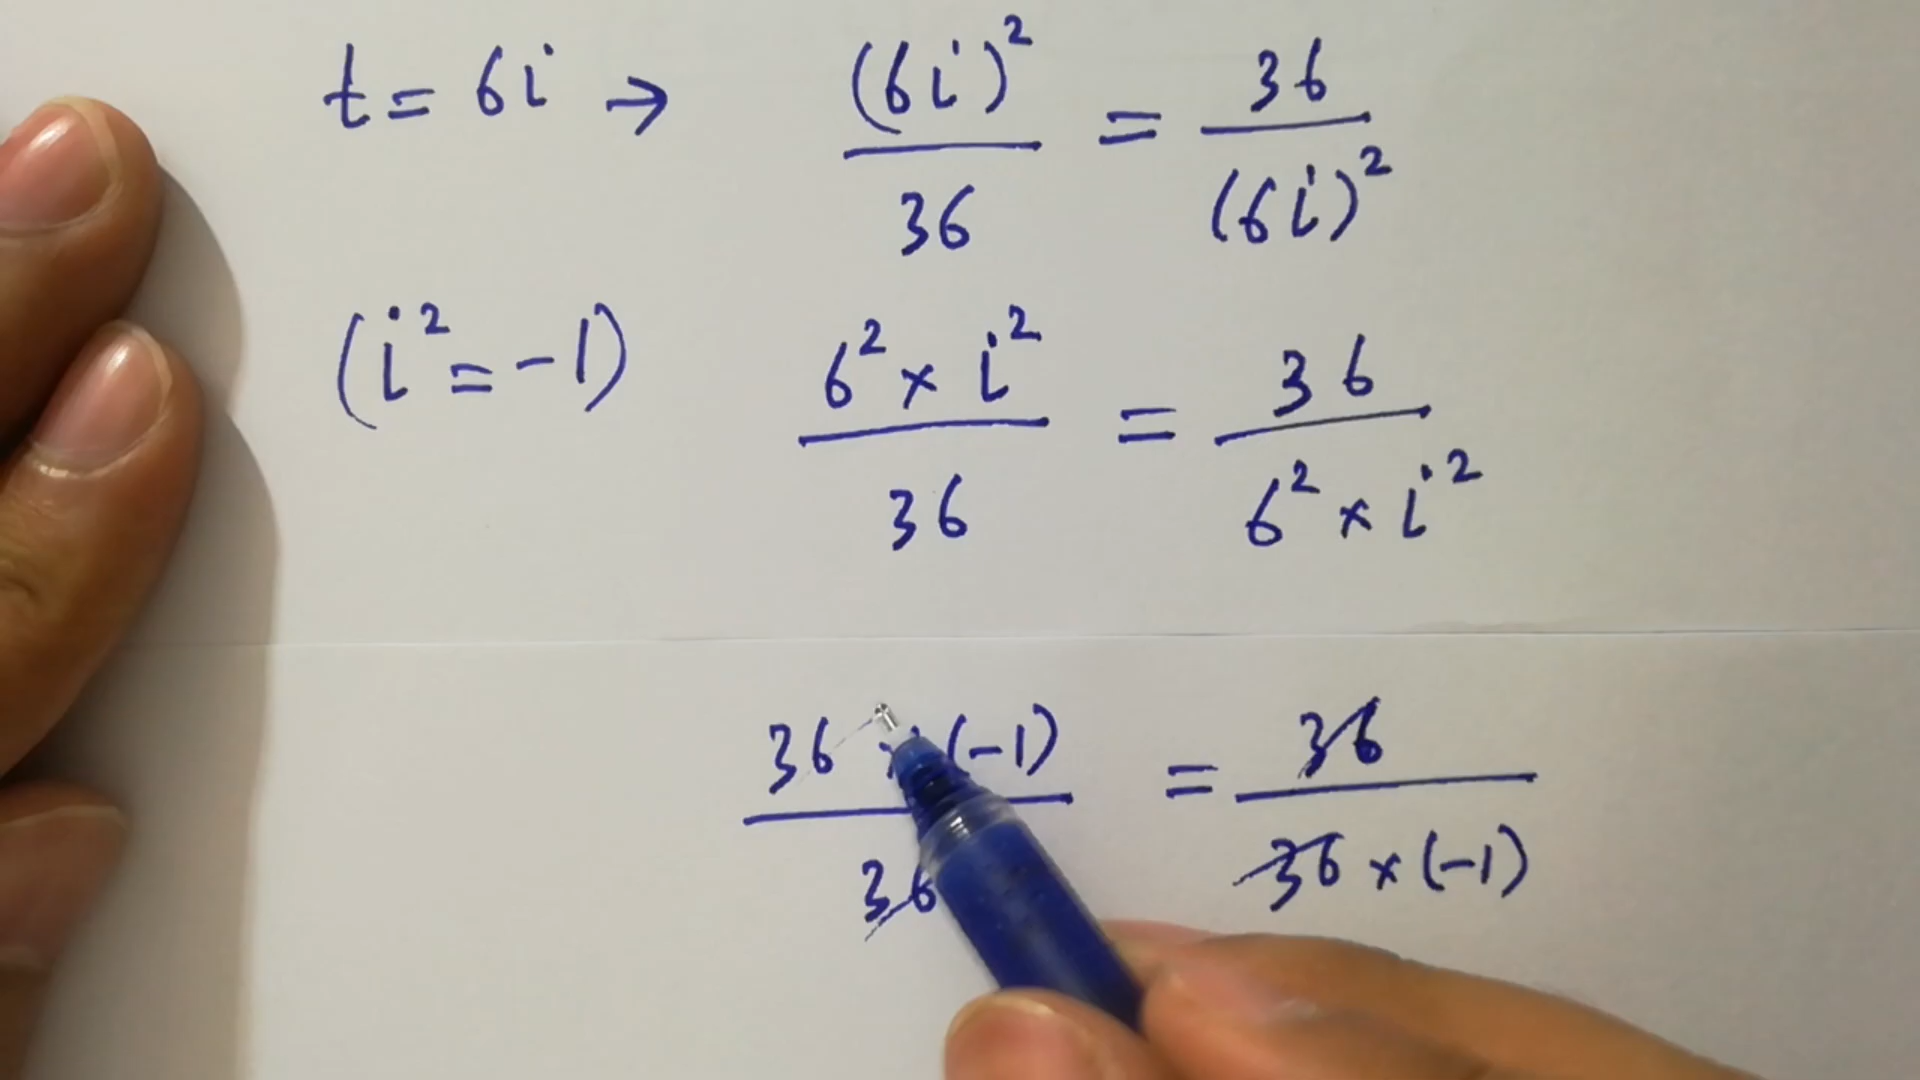 t = 6i → (6i)²/36 = 36/(6i)²
(i² = -1) 6² × i²/36 = 36/6² × i²
36 × (-1)/36 = 36/36 × (-1)